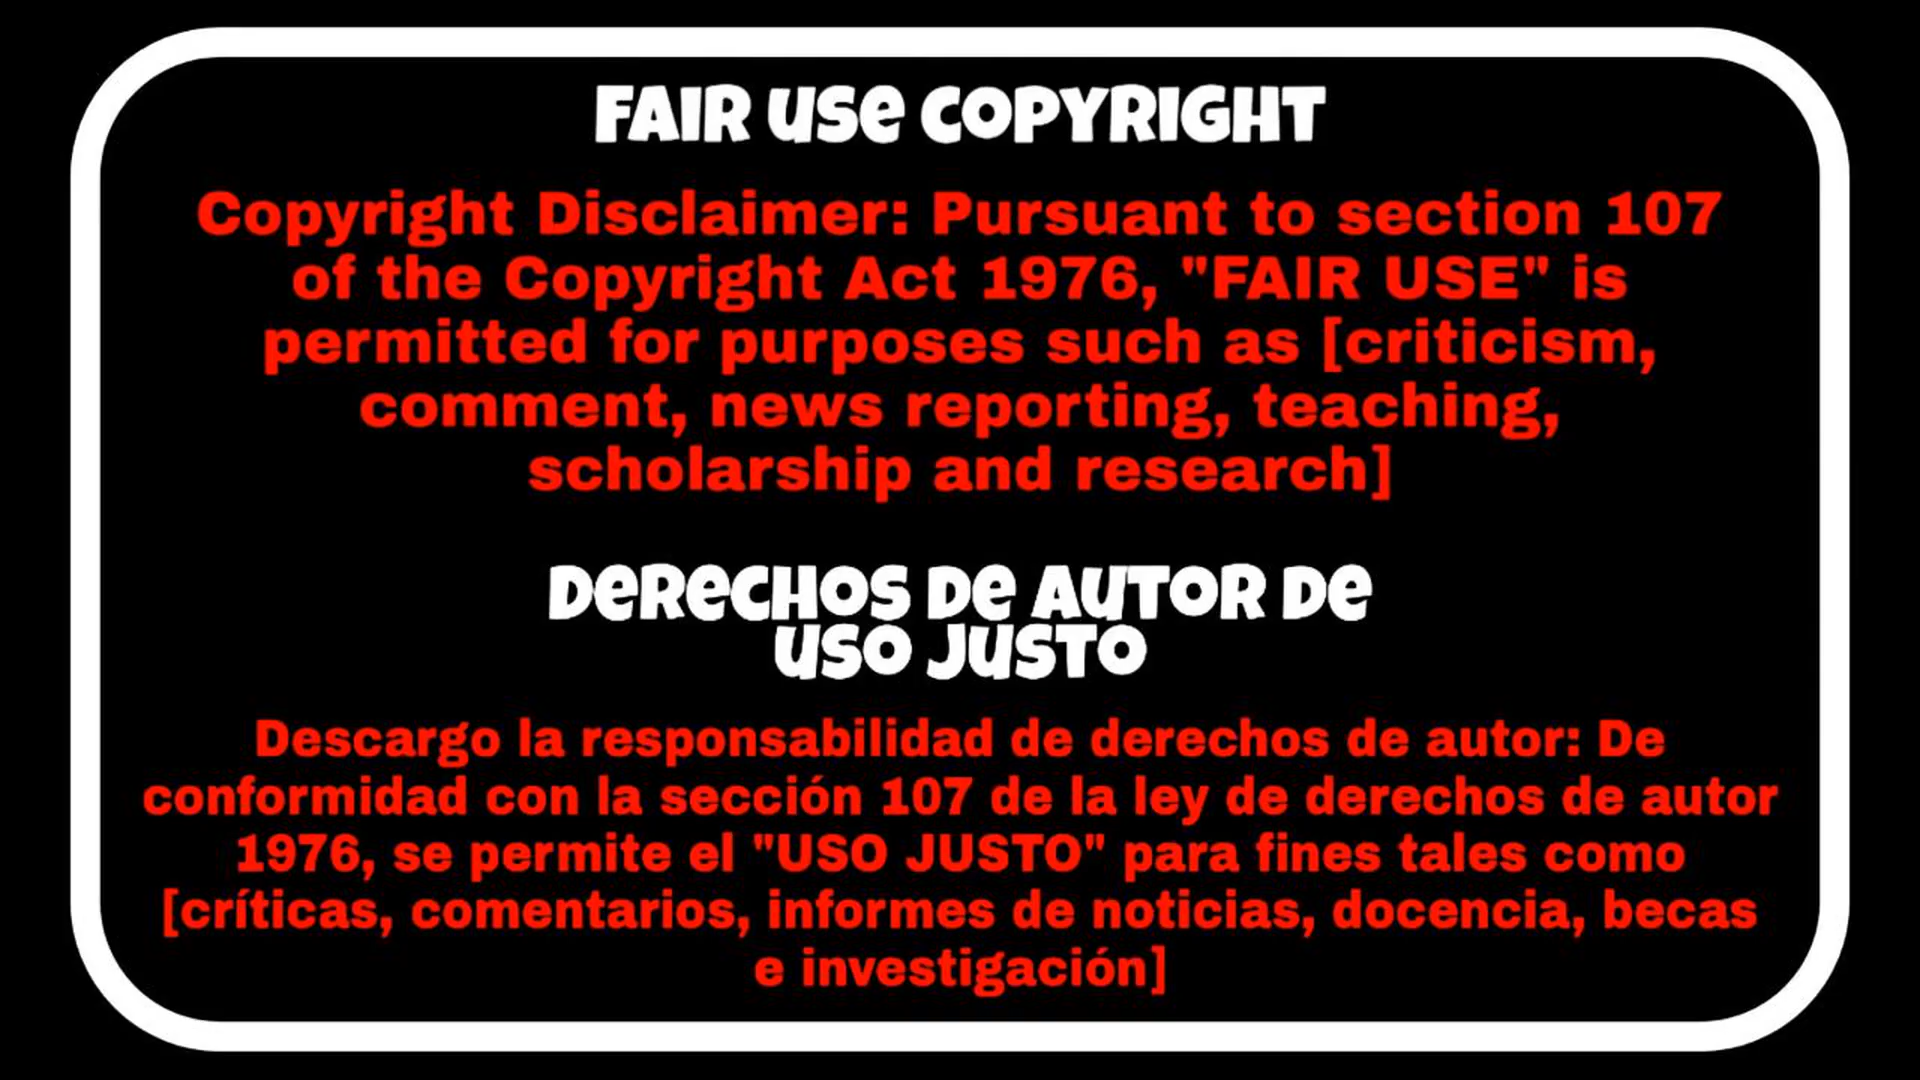 FAIR USE COPYRIGHT
Copyright Disclaimer: Pursuant to section 107
of the Copyright Act 1976, "FAIR USE" is
permitted for purposes such as [criticism,
comment, news reporting, teaching,
scholarship and research]
DERECHOS DE AUTOR DE
USO JUSTO
Descargo la responsabilidad de derechos de autor: De
conformidad con la sección 107 de la ley de derechos de autor
1976, se permite el "USO JUSTO" para fines tales como
[críticas, comentarios, informes de noticias, docencia, becas
e investigación]